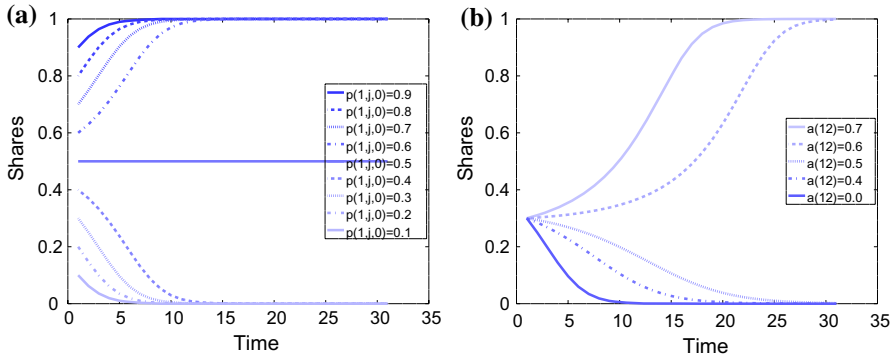 (a)
1
0.8
0.6
0.4
0.2
0
Shares
p(1,j,0)=0.9
p(1,j,0)=0.8
p(1,j,0)=0.7
p(1,j,0)=0.6
p(1,j,0)=0.5
p(1,j,0)=0.4
p(1,j,0)=0.3
p(1,j,0)=0.2
p(1,j,0)=0.1
0 5 10 15 20 25 30 35
Time
(b)
1
0.8
0.6
0.4
0.2
0
Shares
a(12)=0.7
a(12)=0.6
a(12)=0.5
a(12)=0.4
a(12)=0.0
0 5 10 15 20 25 30 35
Time